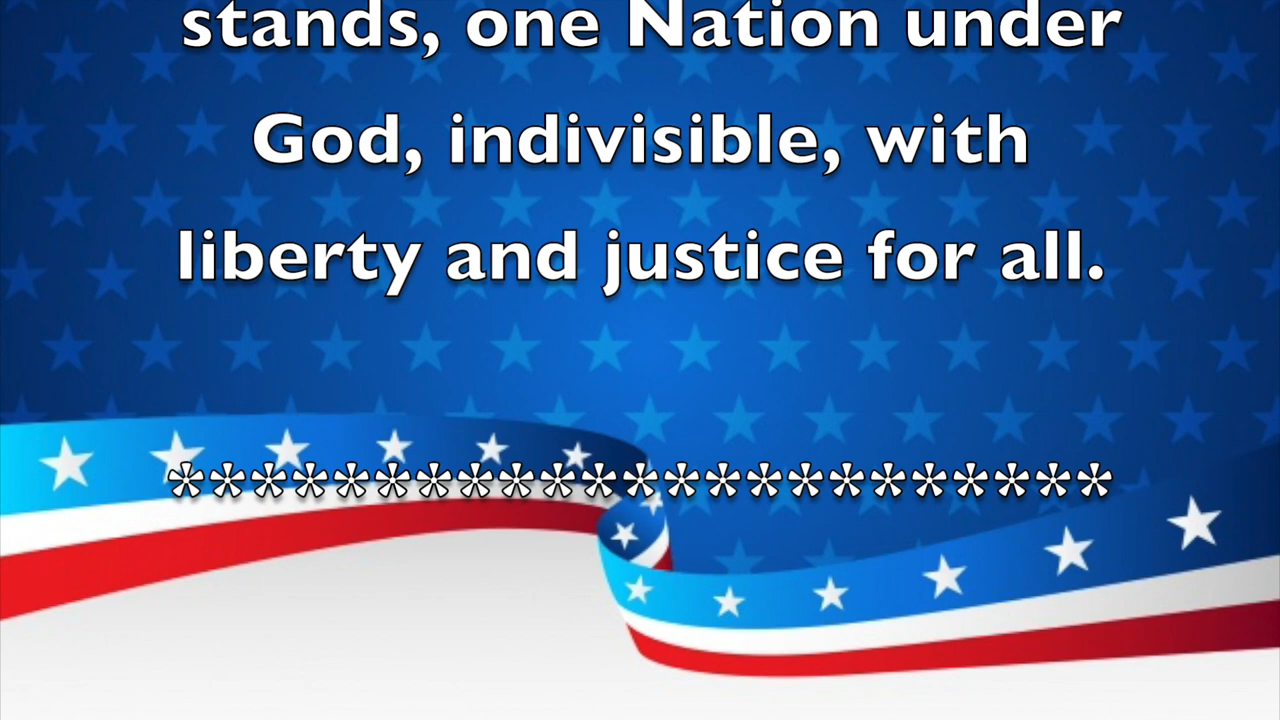 stands, one Nation under
God, indivisible, with
liberty and justice for all.
***********************